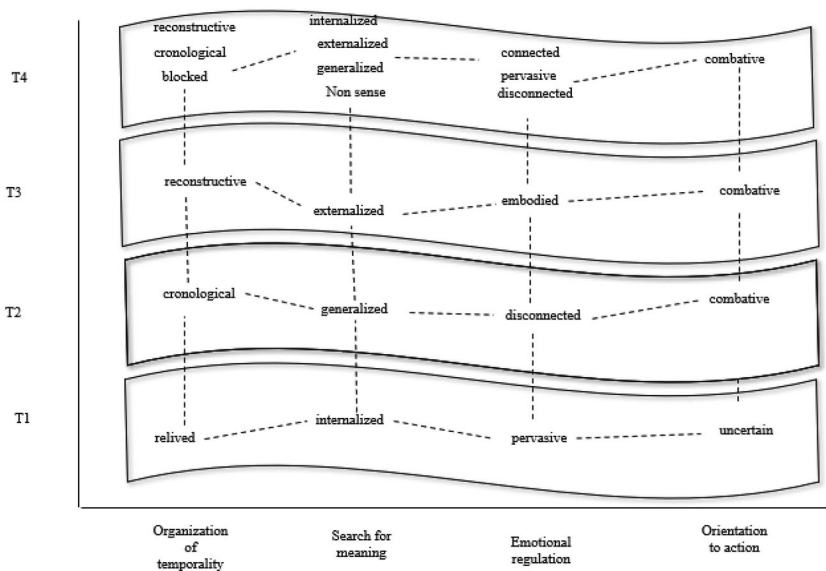 T4
reconstructive
cronological
blocked
internalized
externalized
generalized
Non sense
connected
pervasive
disconnected
combative
T3
reconstructive
externalized
embodied
combative
T2
cronological
generalized
disconnected
combative
T1
relived
internalized
pervasive
uncertain
Organization
of
temporality
Search for
meaning
Emotional
regulation
Orientation
to action